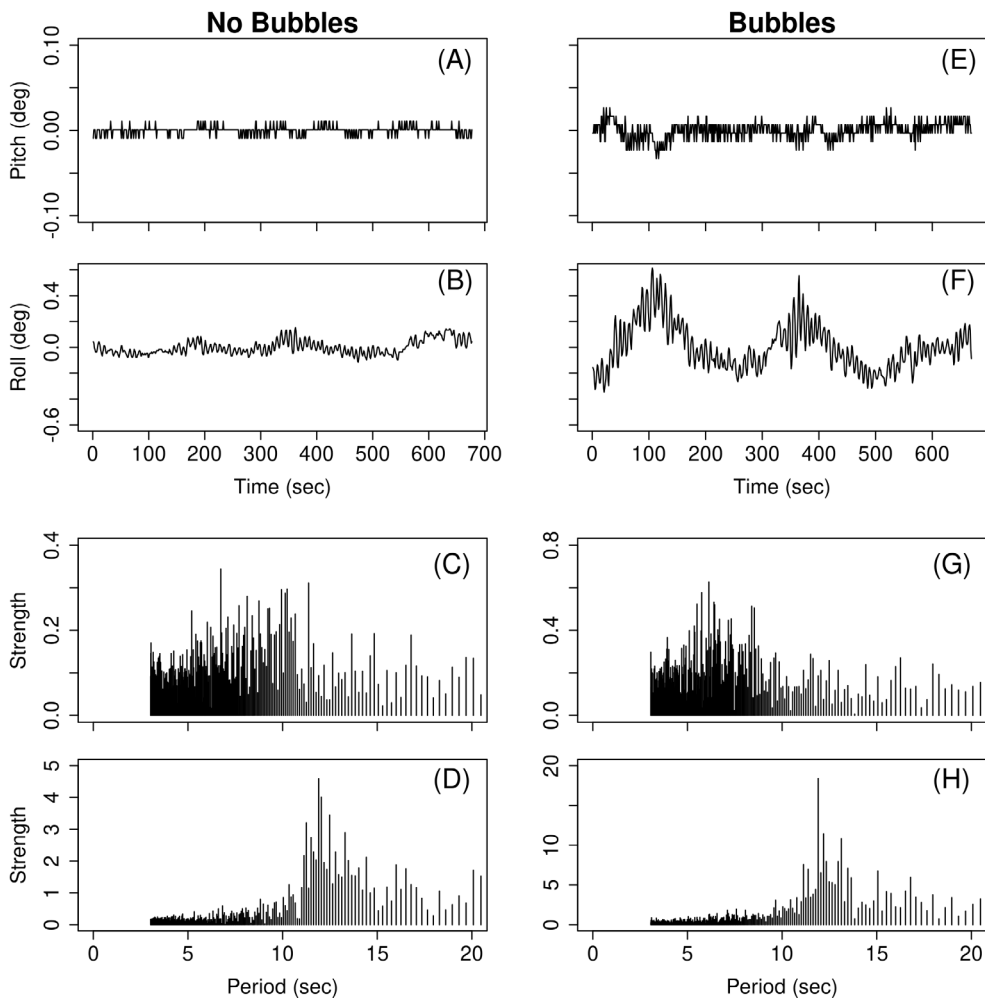 No Bubbles
Bubbles
(A)
(E)
Pitch (deg)
0.10
0.00
-0.10
(B)
(F)
Roll (deg)
0.4
0.0
-0.6
0 100 200 300 400 500 600 700
0 100 200 300 400 500 600
Time (sec)
Time (sec)
(C)
(G)
Strength
0.4
0.2
0.0
0.8
0.4
0.0
(D)
(H)
Strength
5
4
3
2
1
0
20
10
5
0
0 5 10 15 20
0 5 10 15 20
Period (sec)
Period (sec)